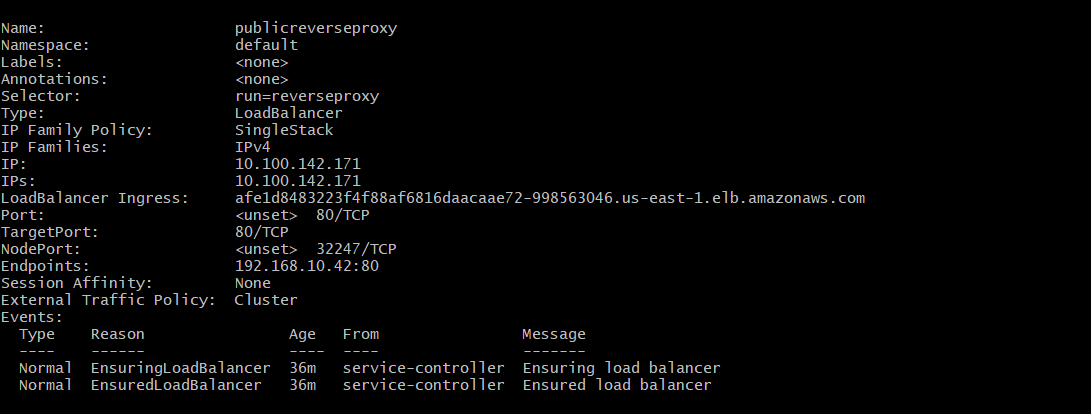 Name: publicreverseproxy
Namespace: default
Labels: <none>
Annotations: <none>
Selector: run=reverseproxy
Type: LoadBalancer
IP Family Policy: SingleStack
IP Families: IPv4
IP: 10.100.142.171
IPs: 10.100.142.171
LoadBalancer Ingress: afe1d8483223f4f88af6816daacaae72-998563046.us-east-1.elb.amazonaws.com
Port: <unset> 80/TCP
TargetPort: 80/TCP
NodePort: <unset> 32247/TCP
Endpoints: 192.168.10.42:80
Session Affinity: None
External Traffic Policy: Cluster
Events:
Type Reason Age From Message
---- ------ ---- ---- -------
Normal EnsuringLoadBalancer 36m service-controller Ensuring load balancer
Normal EnsuredLoadBalancer 36m service-controller Ensured load balancer